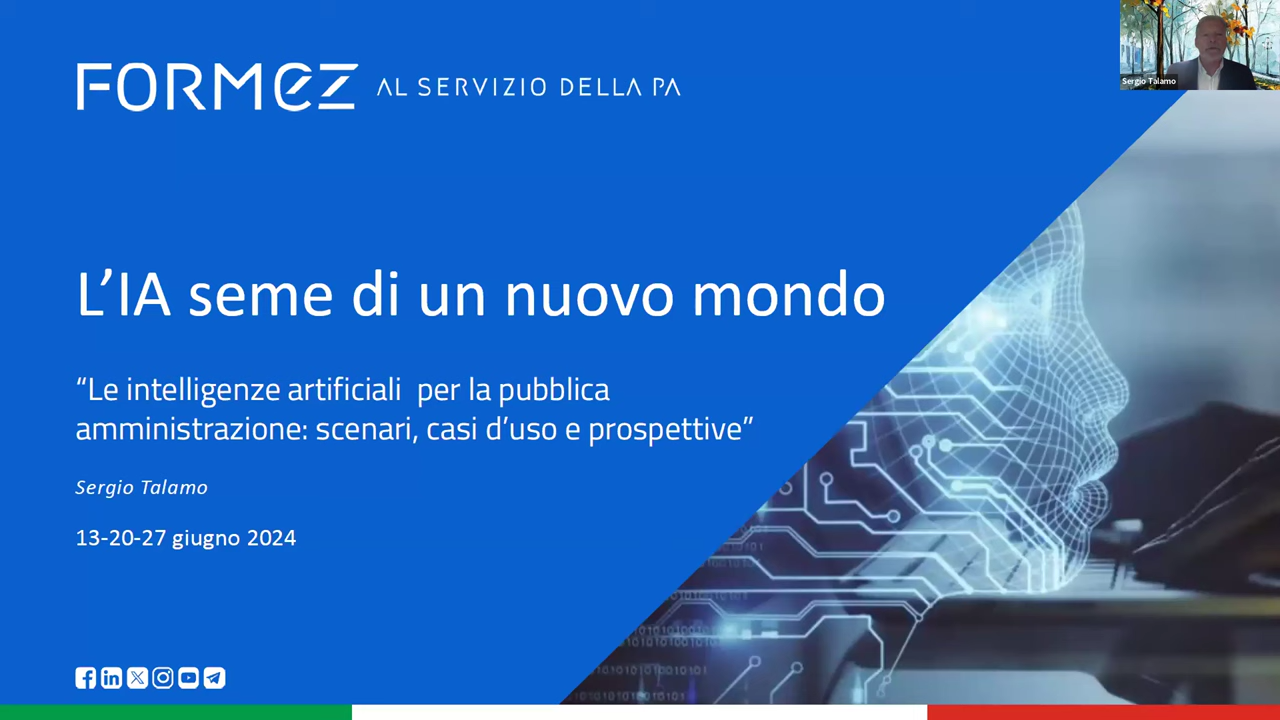 FORMEZ AL SERVIZIO DELLA PA
Sergio Talamo
L’IA seme di un nuovo mondo
“Le intelligenze artificiali per la pubblica
amministrazione: scenari, casi d’uso e prospettive”
Sergio Talamo
13-20-27 giugno 2024